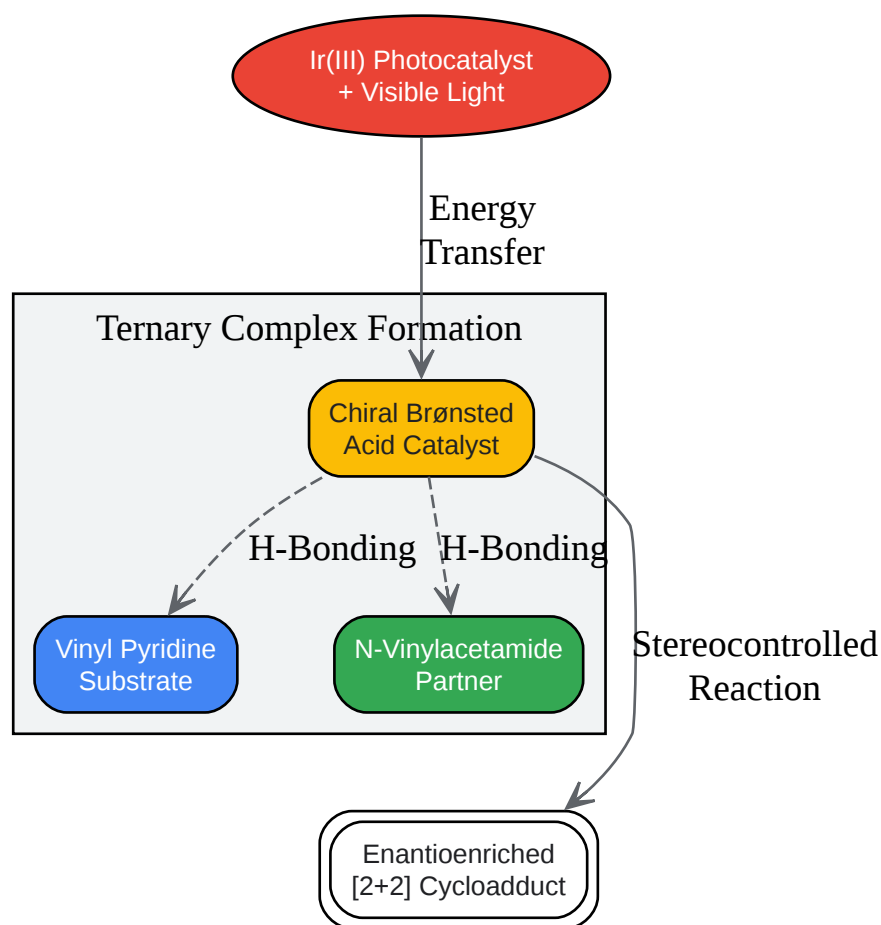 Ir(III) Photocatalyst
+ Visible Light
Energy
Transfer
Ternary Complex Formation
Chiral Brønsted
Acid Catalyst
H-Bonding
H-Bonding
Vinyl Pyridine
Substrate
N-Vinylacetamide
Partner
Stereocontrolled
Reaction
Enantioenriched
[2+2] Cycloadduct